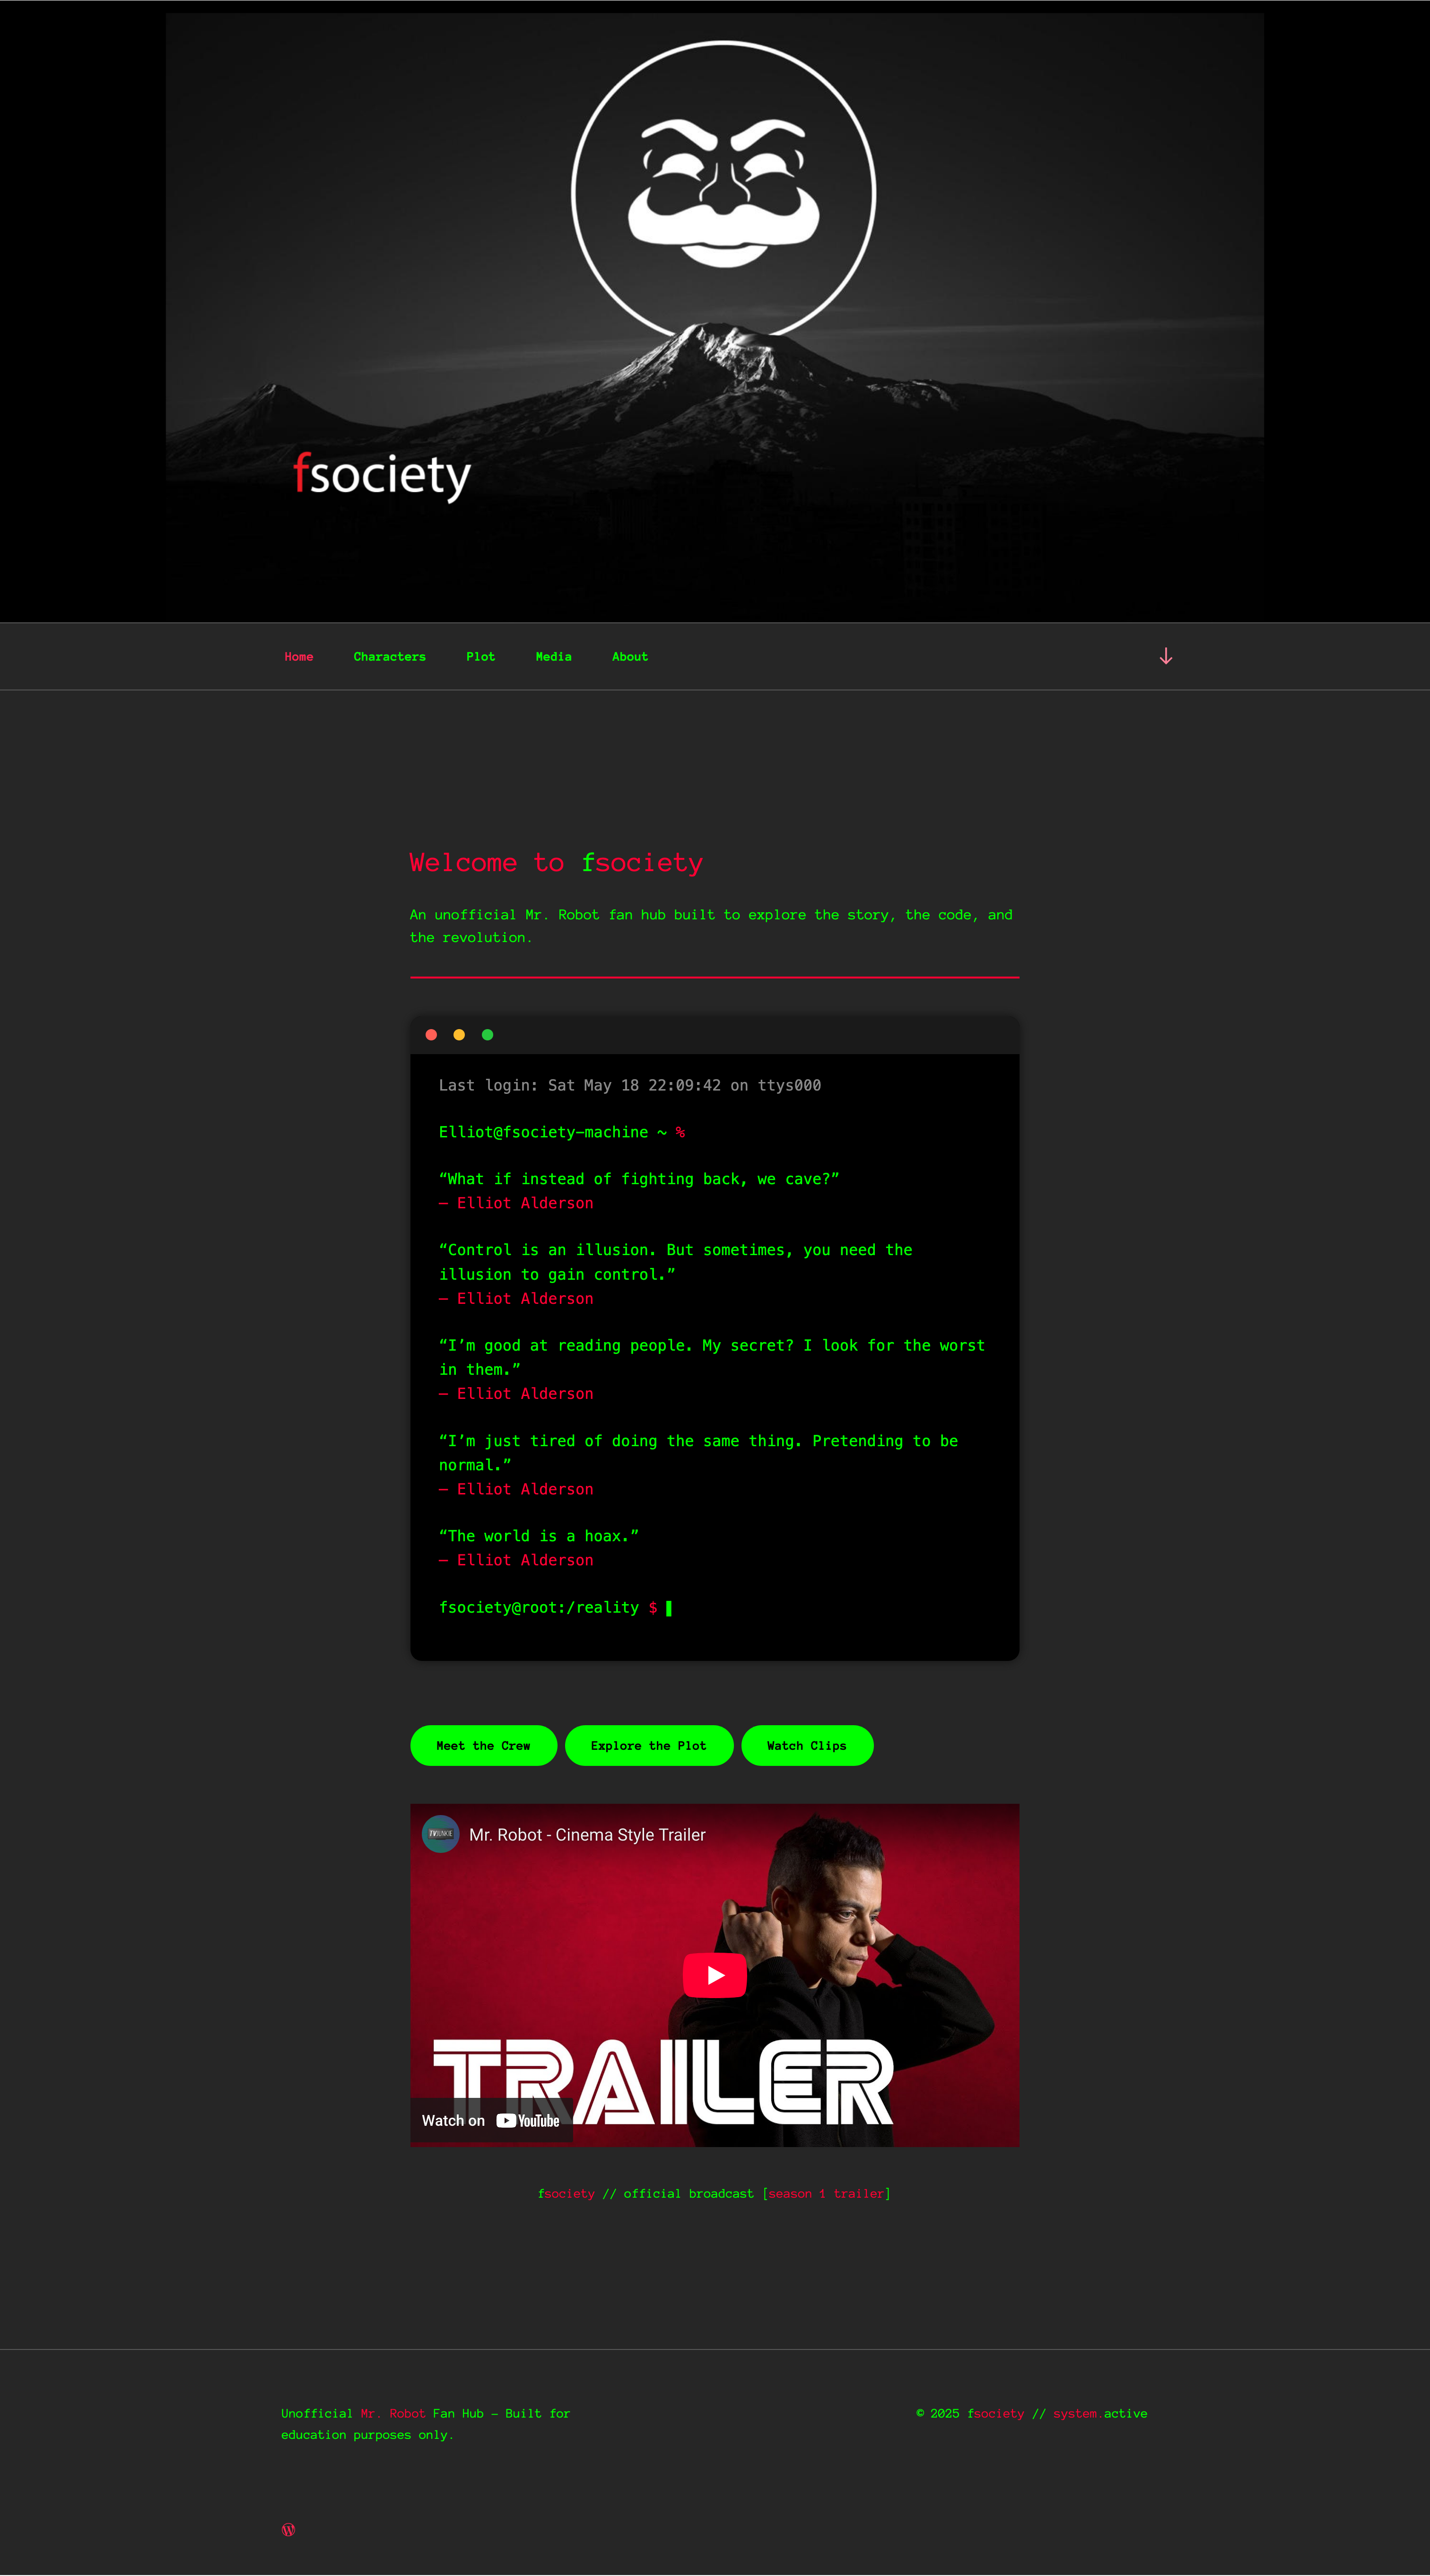 fsociety
Home Characters Plot Media About
Welcome to fsociety
An unofficial Mr. Robot fan hub built to explore the story, the code, and
the revolution.
Last login: Sat May 18 22:09:42 on ttys000
Elliot@fsociety-machine ~ %
“What if instead of fighting back, we cave?”
— Elliot Alderson
“Control is an illusion. But sometimes, you need the
illusion to gain control.”
— Elliot Alderson
“I’m good at reading people. My secret? I look for the worst
in them.”
— Elliot Alderson
“I’m just tired of doing the same thing. Pretending to be
normal.”
— Elliot Alderson
“The world is a hoax.”
— Elliot Alderson
fsociety@root:/reality $
Meet the Crew Explore the Plot Watch Clips
Mr. Robot - Cinema Style Trailer
TRAILER
Watch on YouTube
fsociety // official broadcast [season 1 trailer]
Unofficial Mr. Robot Fan Hub – Built for
education purposes only.
© 2025 fsociety // system.active